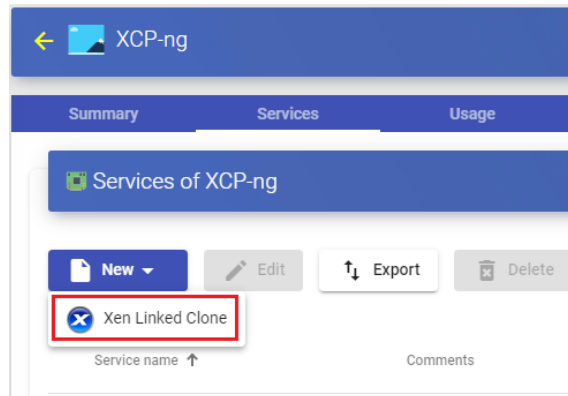 XCP-ng
Summary Services Usage
Services of XCP-ng
New Edit Export Delete
Xen Linked Clone
Service name Comments